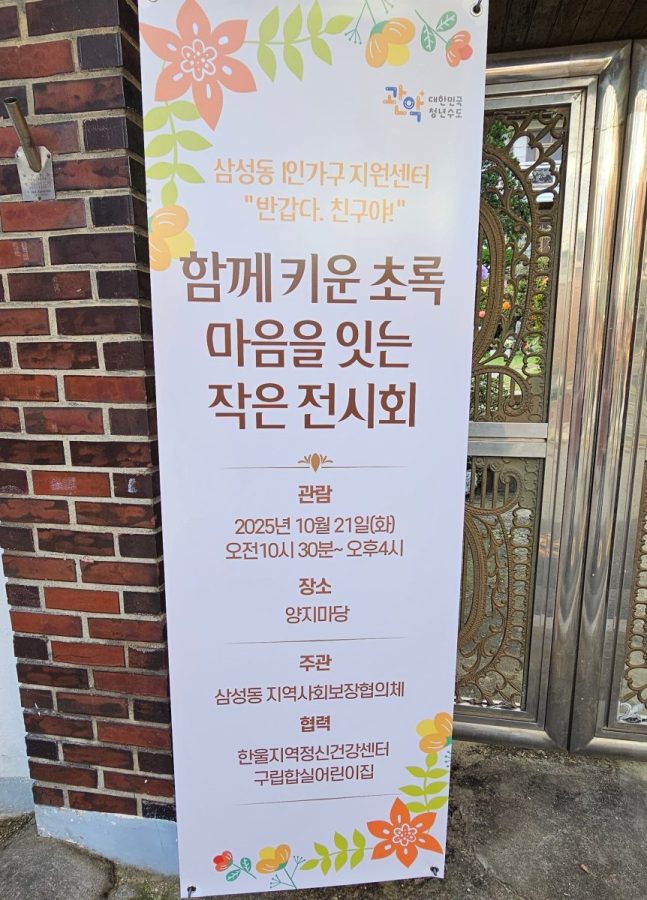 관악 대한민국
청년수도
삼성동 1인가구 지원센터
"반갑다. 친구야!"
함께 키운 초록
마음을 잇는
작은 전시회
관람
2025년 10월 21일(화)
오전10시 30분~ 오후4시
장소
양지마당
주관
삼성동 지역사회보장협의체
협력
한울지역정신건강센터
구립합실어린이집